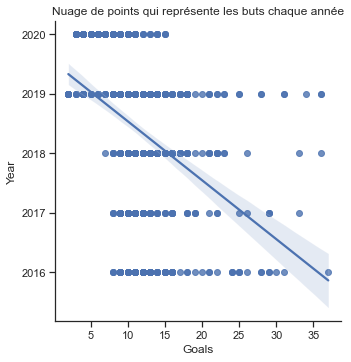 Nuage de points qui représente les buts chaque année
2020
2019
2018
2017
2016
Year
5 10 15 20 25 30 35
Goals